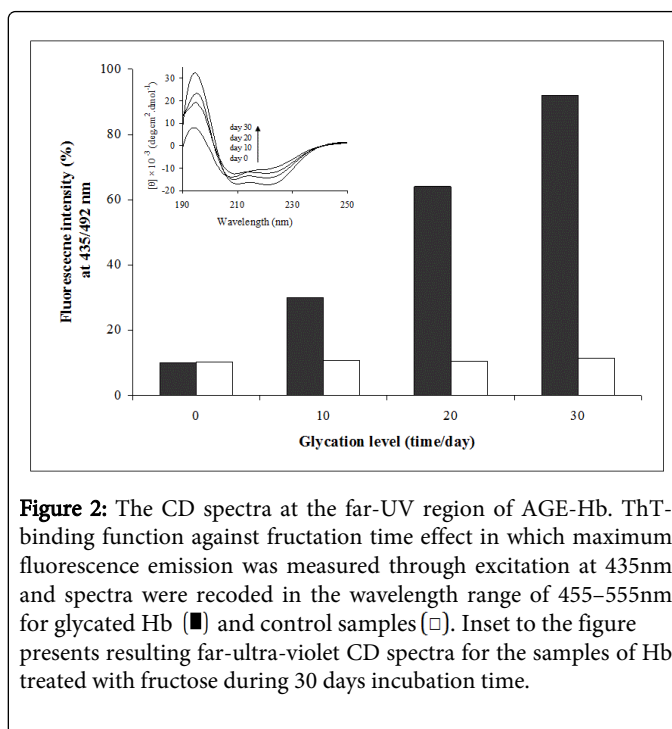 100
80
60
40
20
0
Fluoresecne intensity (%)
at 435/492 nm
30
20
10
0
-10
-20
[θ] × 10⁻³ (deg.cm².dmol⁻¹)
day 30
day 20
day 10
day 0
190 210 230 250
Wavelength (nm)
0 10 20 30
Glycation level (time/day)
Figure 2: The CD spectra at the far-UV region of AGE-Hb. ThT-
binding function against fructation time effect in which maximum
fluorescence emission was measured through excitation at 435nm
and spectra were recoded in the wavelength range of 455–555nm
for glycated Hb (■) and control samples (□). Inset to the figure
presents resulting far-ultra-violet CD spectra for the samples of Hb
treated with fructose during 30 days incubation time.